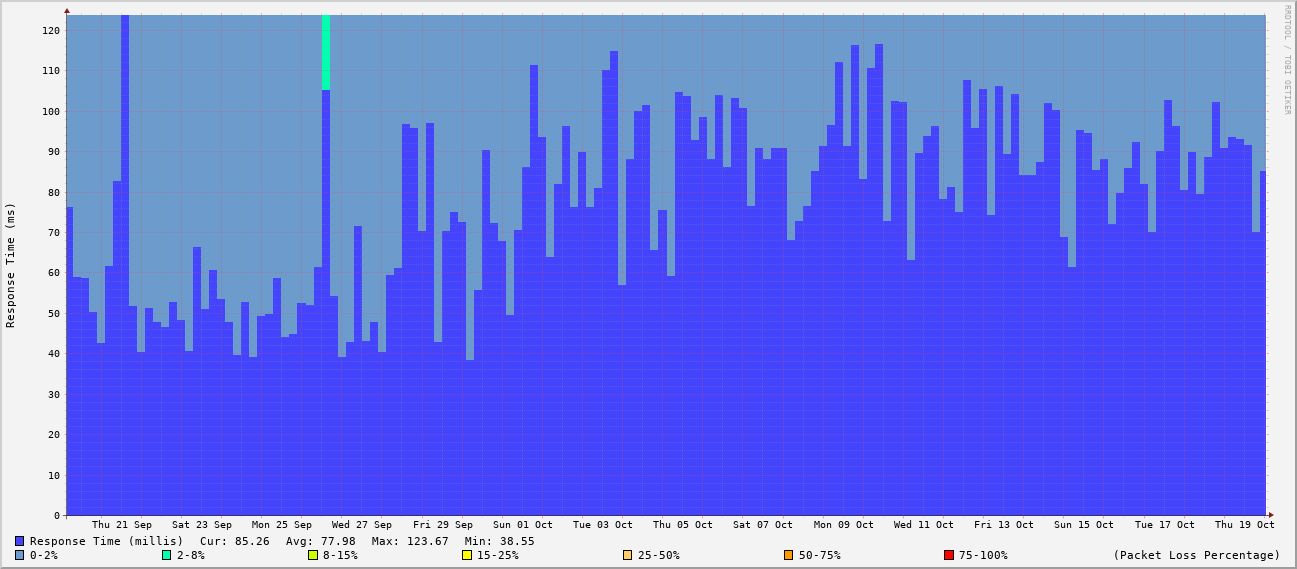 RRDTOOL / TOBI OETIKER
Response Time (ms)
120
110
100
90
80
70
60
50
40
30
20
10
0
Thu 21 Sep Sat 23 Sep Mon 25 Sep Wed 27 Sep Fri 29 Sep Sun 01 Oct Tue 03 Oct Thu 05 Oct Sat 07 Oct Mon 09 Oct Wed 11 Oct Fri 13 Oct Sun 15 Oct Tue 17 Oct Thu 19 Oct
Response Time (millis) Cur: 85.26 Avg: 77.98 Max: 123.67 Min: 38.55
0-2% 2-8% 8-15% 15-25% 25-50% 50-75% 75-100% (Packet Loss Percentage)